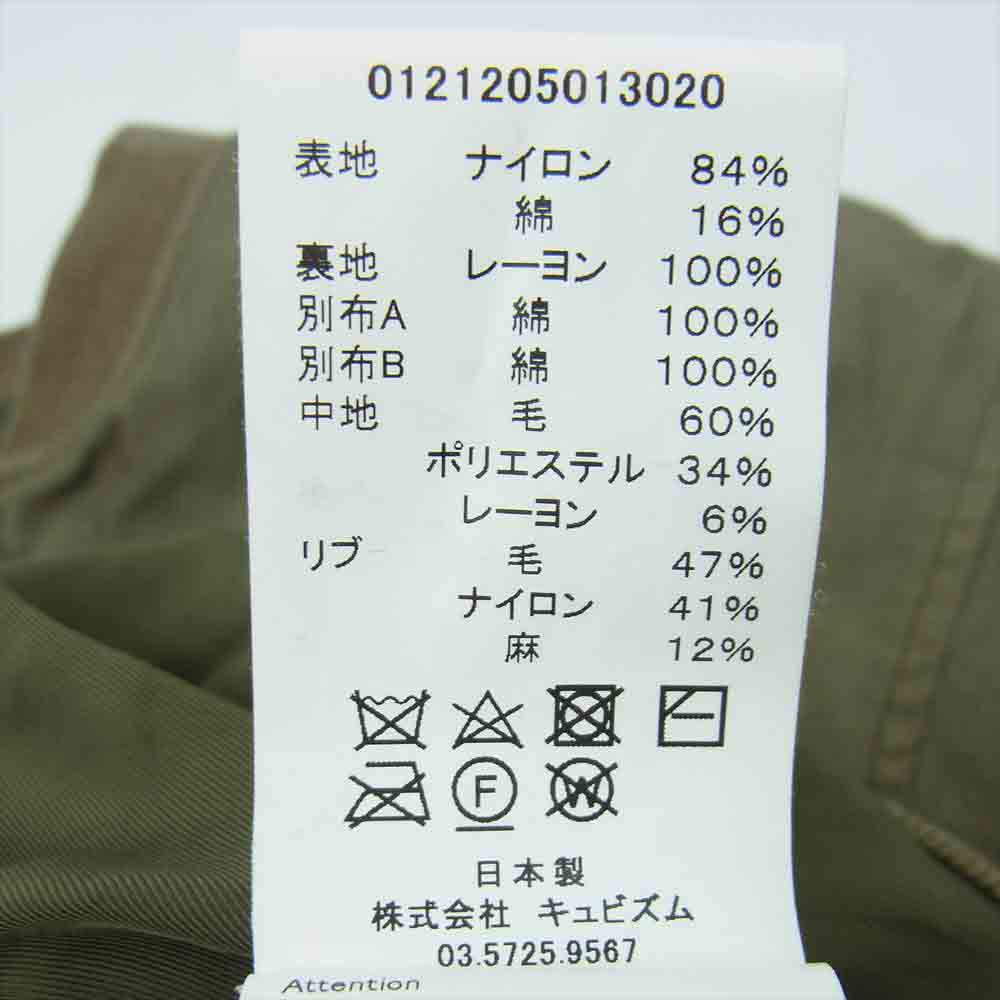 0121205013020
表地 ナイロン 84%
綿 16%
裏地 レーヨン 100%
別布A 綿 100%
別布B 綿 100%
中地 毛 60%
ポリエステル 34%
レーヨン 6%
リブ 毛 47%
ナイロン 41%
麻 12%
F W
日本製
株式会社 キュビズム
03.5725.9567
Attention